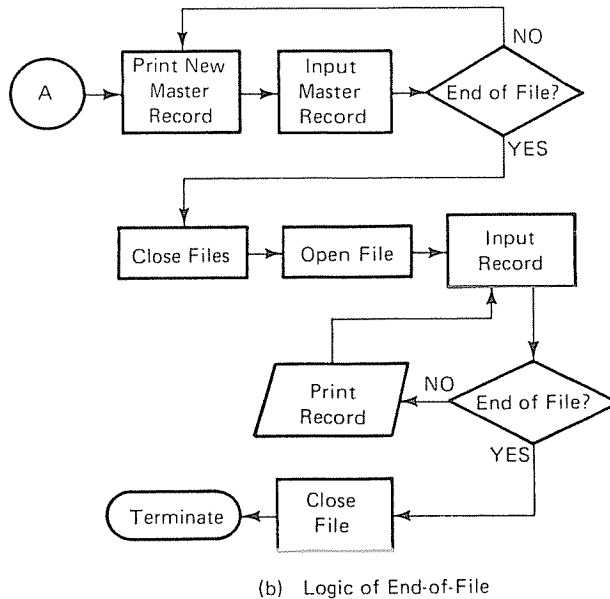 NO
A
Print New
Master
Record
Input
Master
Record
End of File?
YES
Close Files
Open File
Input
Record
Print
Record
NO
End of File?
YES
Terminate
Close
File
(b) Logic of End-of-File